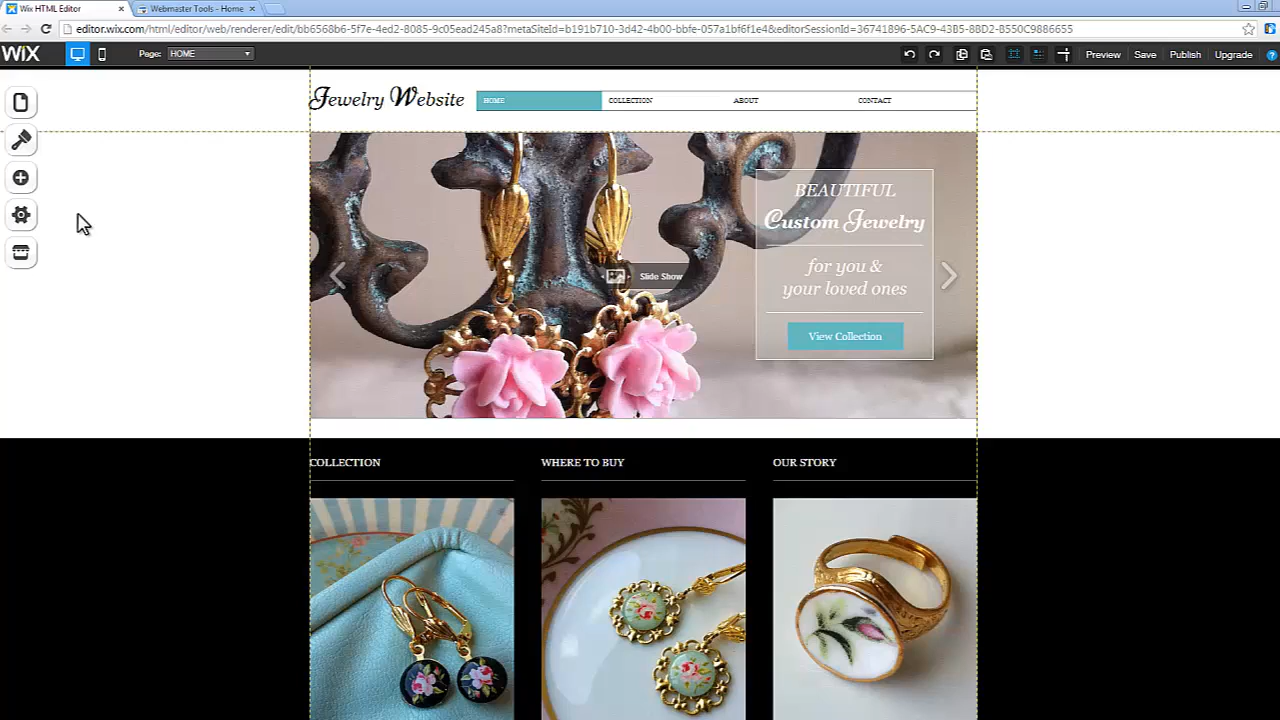 Wix HTML Editor
Webmaster Tools - Home
editor.wix.com/html/editor/web/renderer/edit/bb6568b6-5f7e-4ed2-8085-9c05ead245a8?metaSiteId=b191b710-3d42-4b00-bbfe-057a1bf6f1e4&editorSessionId=36741896-5AC9-43B5-8BD2-B550C9886655
WiX
Page:
HOME
Preview
Save
Publish
Upgrade
?
Jewelry Website
HOME
COLLECTION
ABOUT
CONTACT
BEAUTIFUL
Custom Jewelry
for you &
your loved ones
View Collection
Slide Show
COLLECTION
WHERE TO BUY
OUR STORY